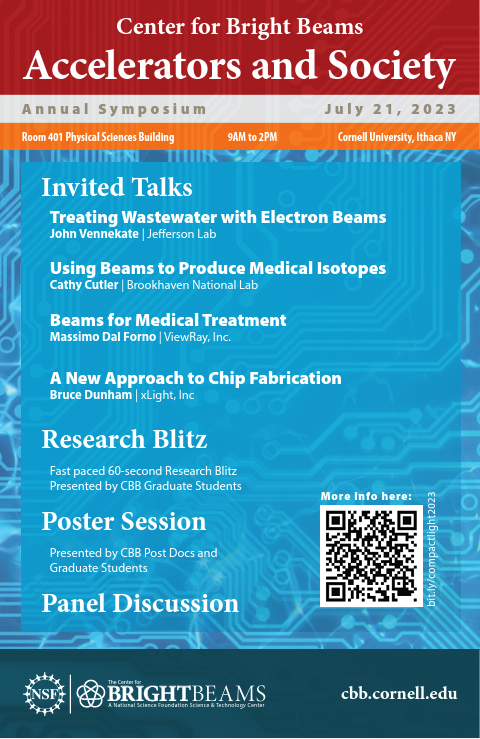 Center for Bright Beams
Accelerators and Society
Annual Symposium July 21, 2023
Room 401 Physical Sciences Building 9AM to 2PM Cornell University, Ithaca NY
Invited Talks
Treating Wastewater with Electron Beams
John Vennekate | Jefferson Lab
Using Beams to Produce Medical Isotopes
Cathy Cutler | Brookhaven National Lab
Beams for Medical Treatment
Massimo Dal Forno | ViewRay, Inc.
A New Approach to Chip Fabrication
Bruce Dunham | xLight, Inc
Research Blitz
Fast paced 60-second Research Blitz
Presented by CBB Graduate Students
Poster Session
Presented by CBB Post Docs and
Graduate Students
Panel Discussion
More info here:
bit.ly/compactlight2023
NSF
The Center for
BRIGHTBEAMS
A National Science Foundation Science & Technology Center
cbb.cornell.edu